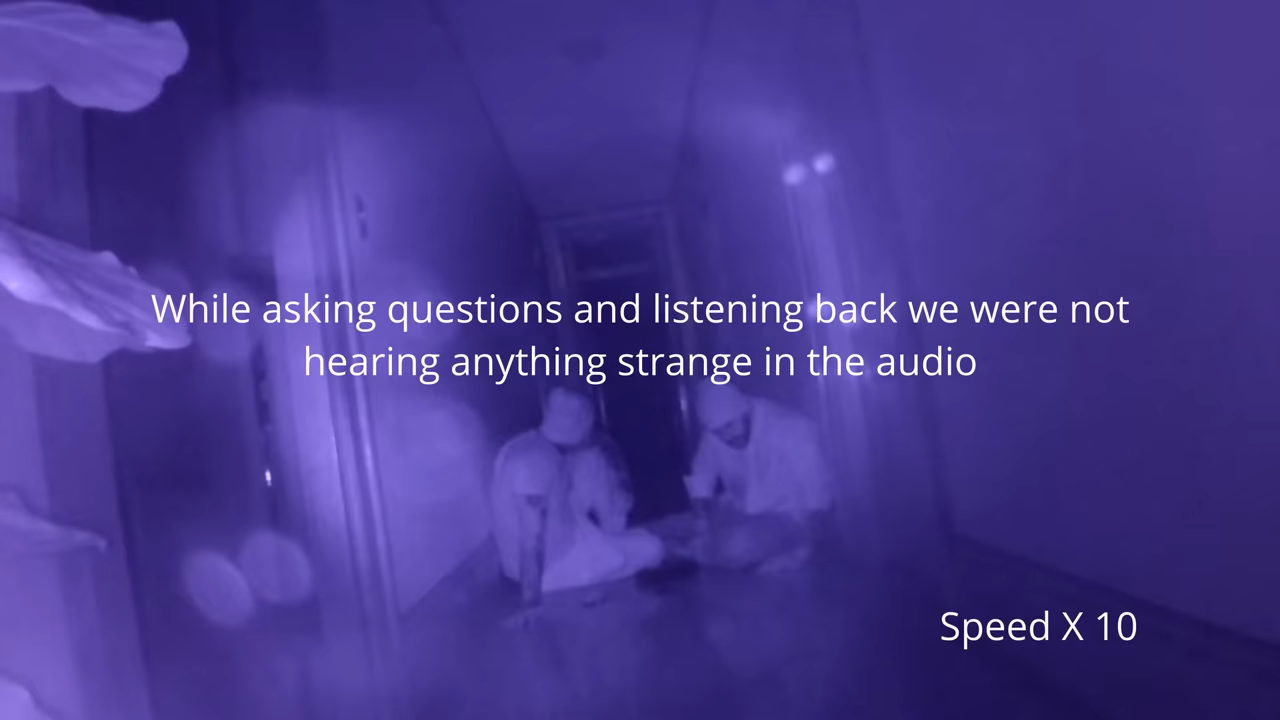 While asking questions and listening back we were not
hearing anything strange in the audio
Speed X 10